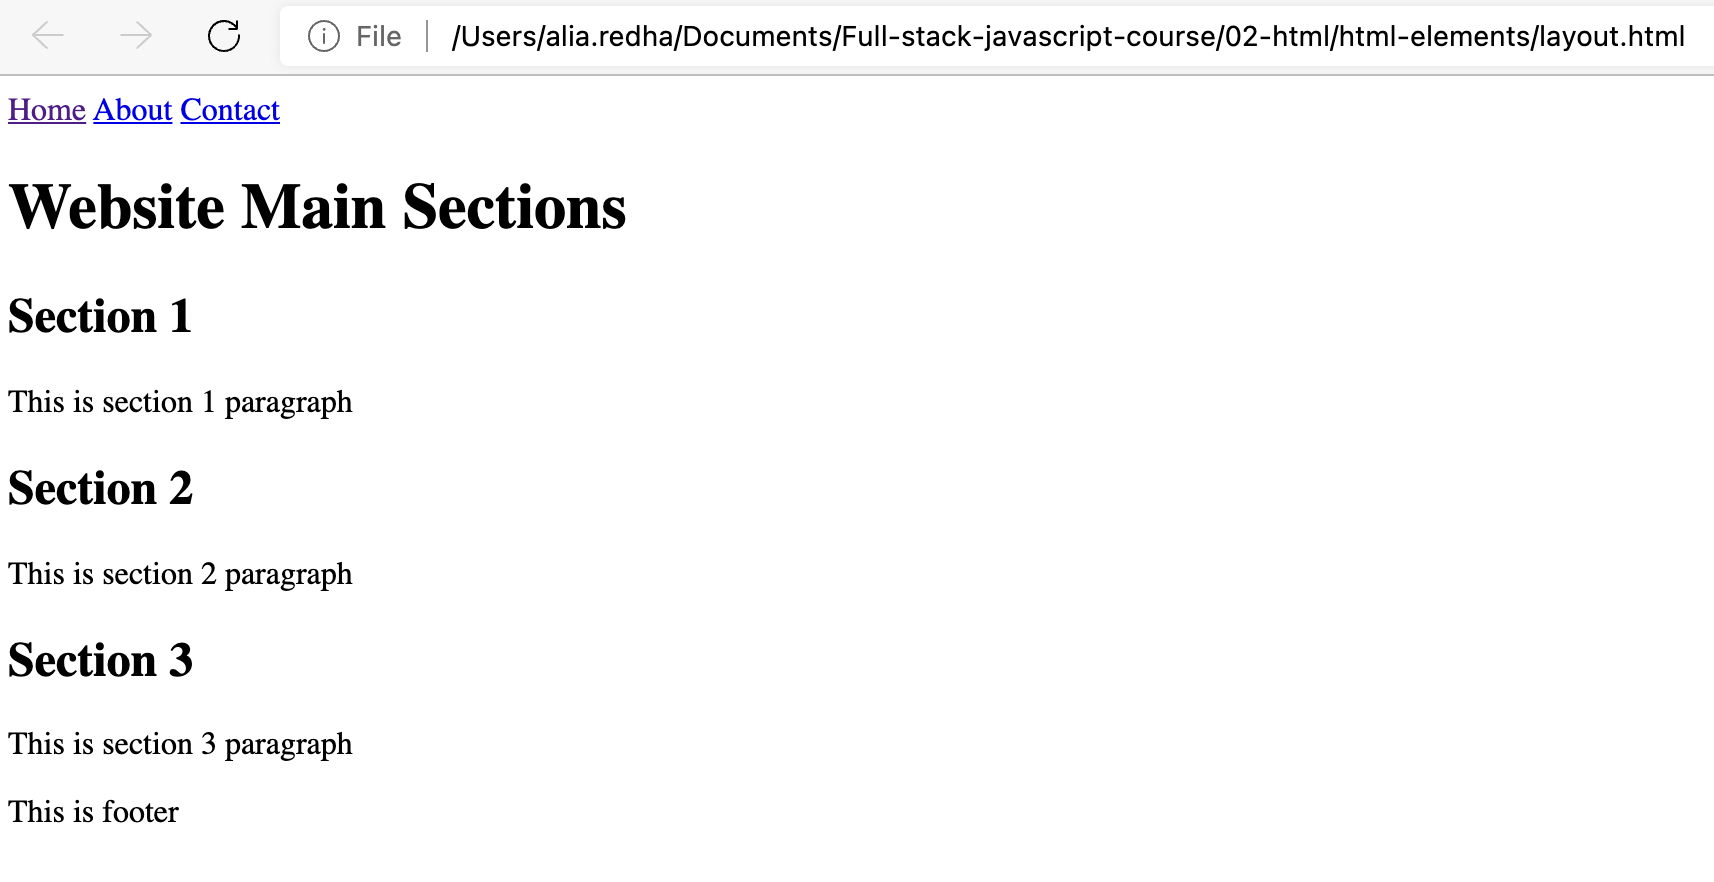 File | /Users/alia.redha/Documents/Full-stack-javascript-course/02-html/html-elements/layout.html
Home About Contact
Website Main Sections
Section 1
This is section 1 paragraph
Section 2
This is section 2 paragraph
Section 3
This is section 3 paragraph
This is footer